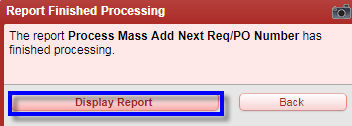 Report Finished Processing
The report Process Mass Add Next Req/PO Number has
finished processing.
Display Report
Back